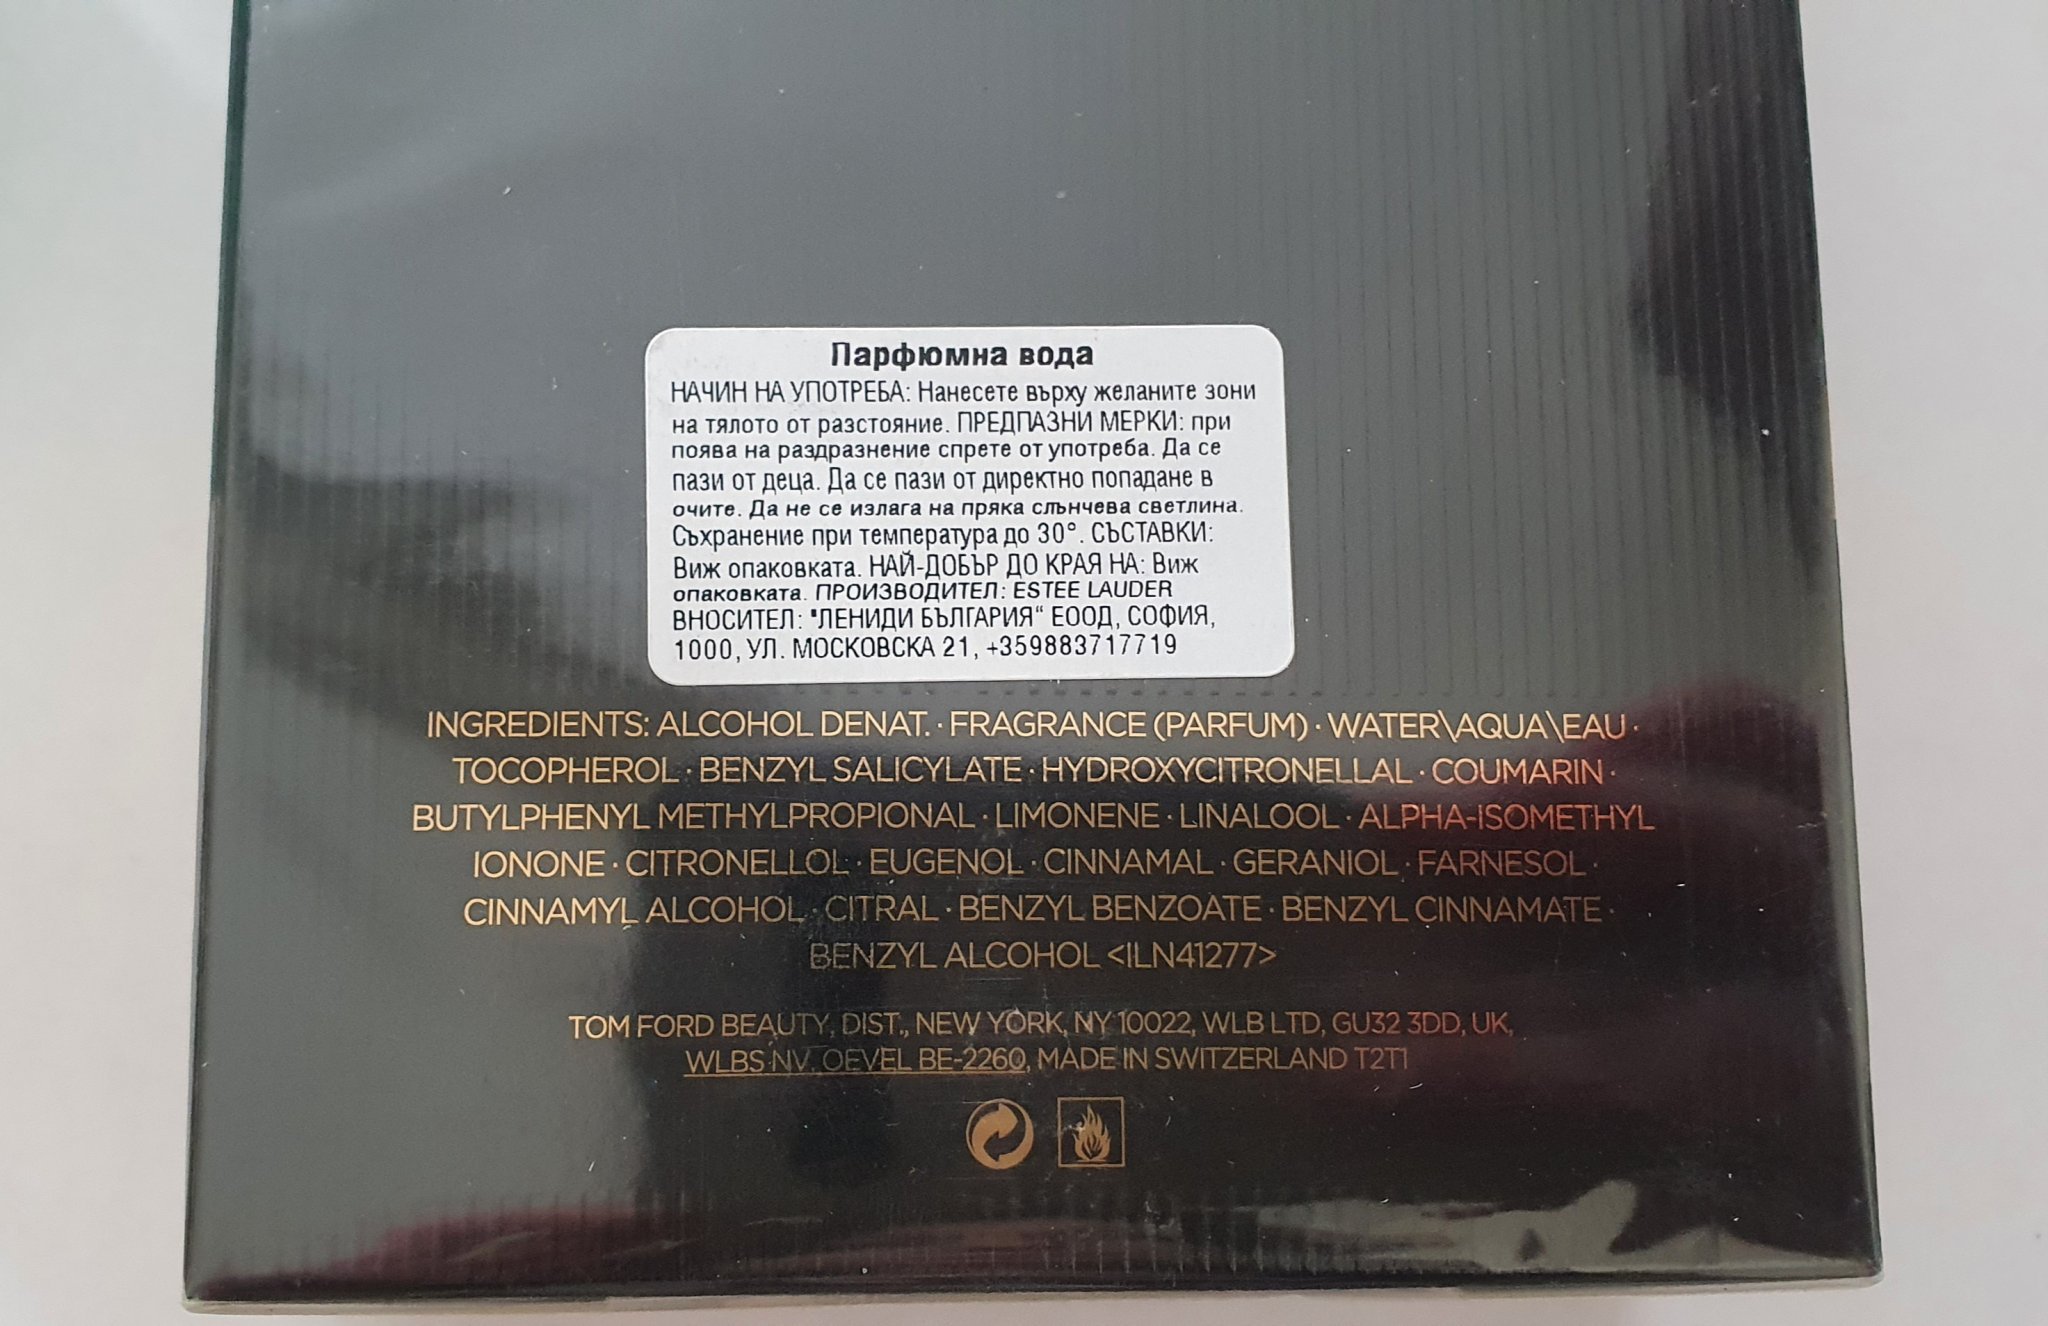 Парфюмна вода
НАЧИН НА УПОТРЕБА: Нанесете върху желаните зони
на тялото от разстояние. ПРЕДПАЗНИ МЕРКИ: при
поява на раздразнение спрете от употреба. Да се
пази от деца. Да се пази от директно попадане в
очите. Да не се излага на пряка слънчева светлина.
Съхранение при температура до 30°. СЪСТАВКИ:
Виж опаковката. НАЙ-ДОБЪР ДО КРАЯ НА: Виж
опаковката. ПРОИЗВОДИТЕЛ: ESTEE LAUDER
ВНОСИТЕЛ: "ЛЕНИДИ БЪЛГАРИЯ“ ЕООД, СОФИЯ,
1000, УЛ. МОСКОВСКА 21, +359883717719
INGREDIENTS: ALCOHOL DENAT. · FRAGRANCE (PARFUM) · WATER\AQUA\EAU ·
TOCOPHEROL · BENZYL SALICYLATE · HYDROXYCITRONELLAL · COUMARIN ·
BUTYLPHENYL METHYLPROPIONAL · LIMONENE · LINALOOL · ALPHA-ISOMETHYL
IONONE · CITRONELLOL · EUGENOL · CINNAMAL · GERANIOL · FARNESOL ·
CINNAMYL ALCOHOL · CITRAL · BENZYL BENZOATE · BENZYL CINNAMATE ·
BENZYL ALCOHOL <ILN41277>
TOM FORD BEAUTY, DIST., NEW YORK, NY 10022, WLB LTD, GU32 3DD, UK,
WLBS NV, OEVEL BE-2260, MADE IN SWITZERLAND T2T1